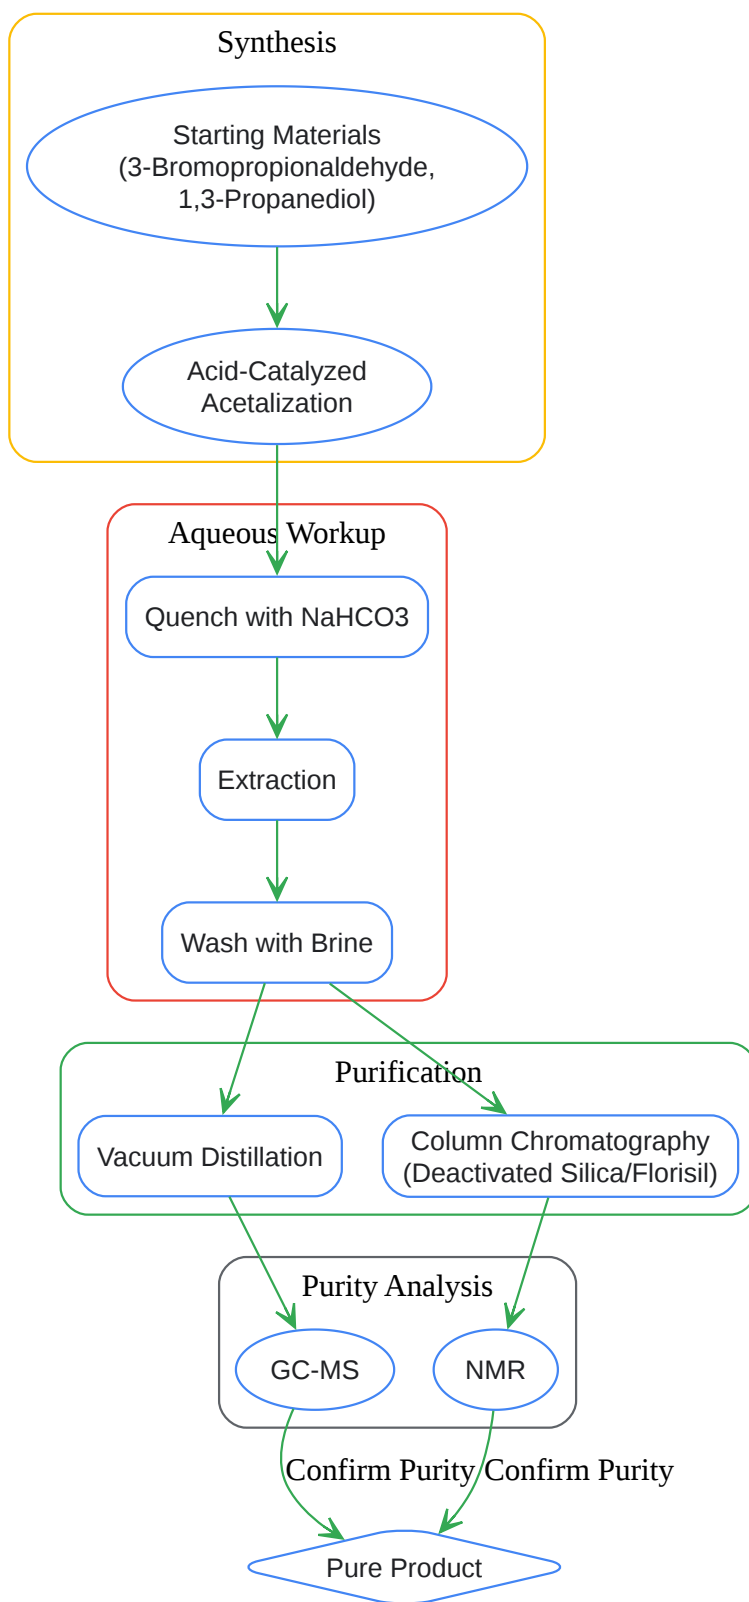 Synthesis
Starting Materials
(3-Bromopropionaldehyde,
1,3-Propanediol)
Acid-Catalyzed
Acetalization
Aqueous Workup
Quench with NaHCO3
Extraction
Wash with Brine
Purification
Vacuum Distillation
Column Chromatography
(Deactivated Silica/Florisil)
Purity Analysis
GC-MS
NMR
Confirm Purity
Confirm Purity
Pure Product